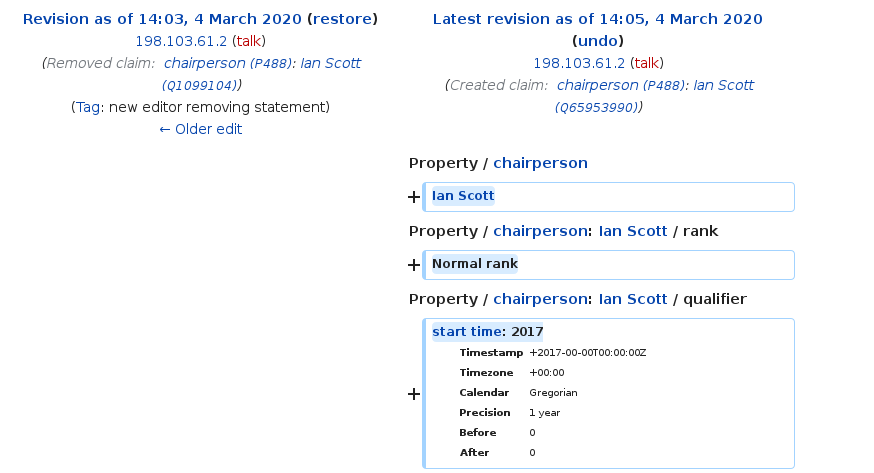 Revision as of 14:03, 4 March 2020 (restore)
198.103.61.2 (talk)
(Removed claim: chairperson (P488): Ian Scott
(Q1099104))
(Tag: new editor removing statement)
← Older edit
Latest revision as of 14:05, 4 March 2020
(undo)
198.103.61.2 (talk)
(Created claim: chairperson (P488): Ian Scott
(Q65953990))
Property / chairperson
+ Ian Scott
Property / chairperson: Ian Scott / rank
+ Normal rank
Property / chairperson: Ian Scott / qualifier
+ start time: 2017
Timestamp +2017-00-00T00:00:00Z
Timezone +00:00
Calendar Gregorian
Precision 1 year
Before 0
After 0